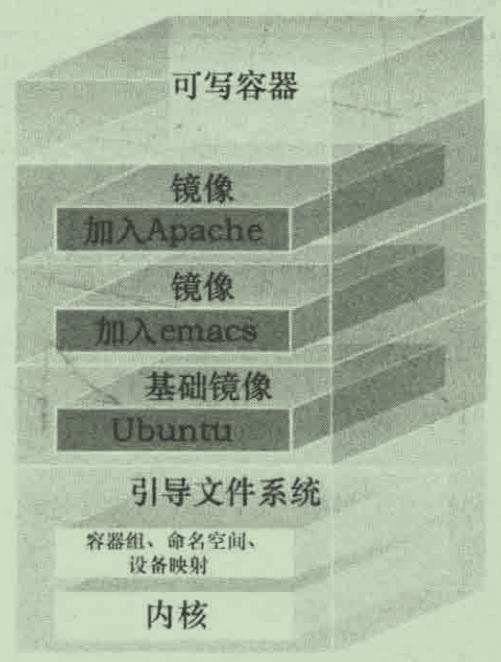 可写容器
镜像
加入Apache
镜像
加入emacs
基础镜像
Ubuntu
引导文件系统
容器组、命名空间、
设备映射
内核